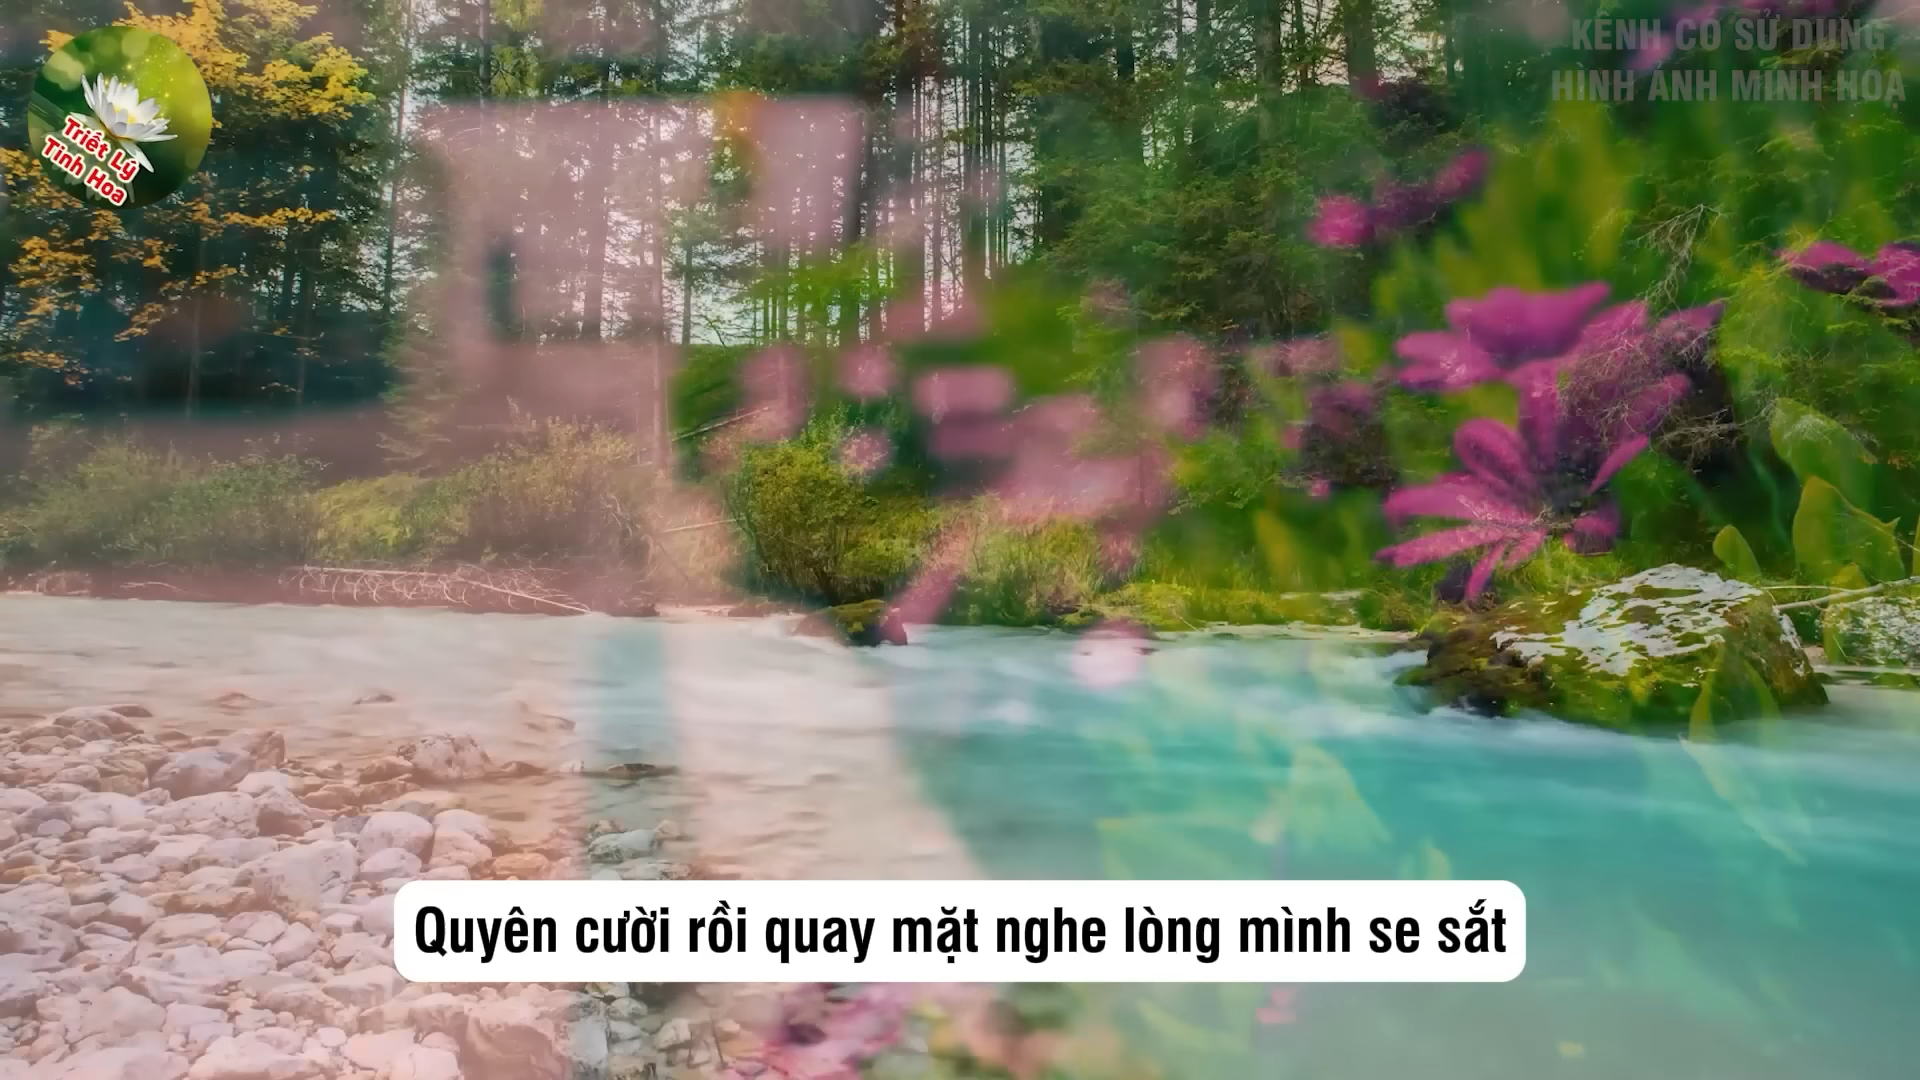 Triết Lý
Tinh Hoa
KÊNH CÓ SỬ DỤNG
HÌNH ẢNH MINH HOẠ
Quyên cười rồi quay mặt nghe lòng mình se sắt